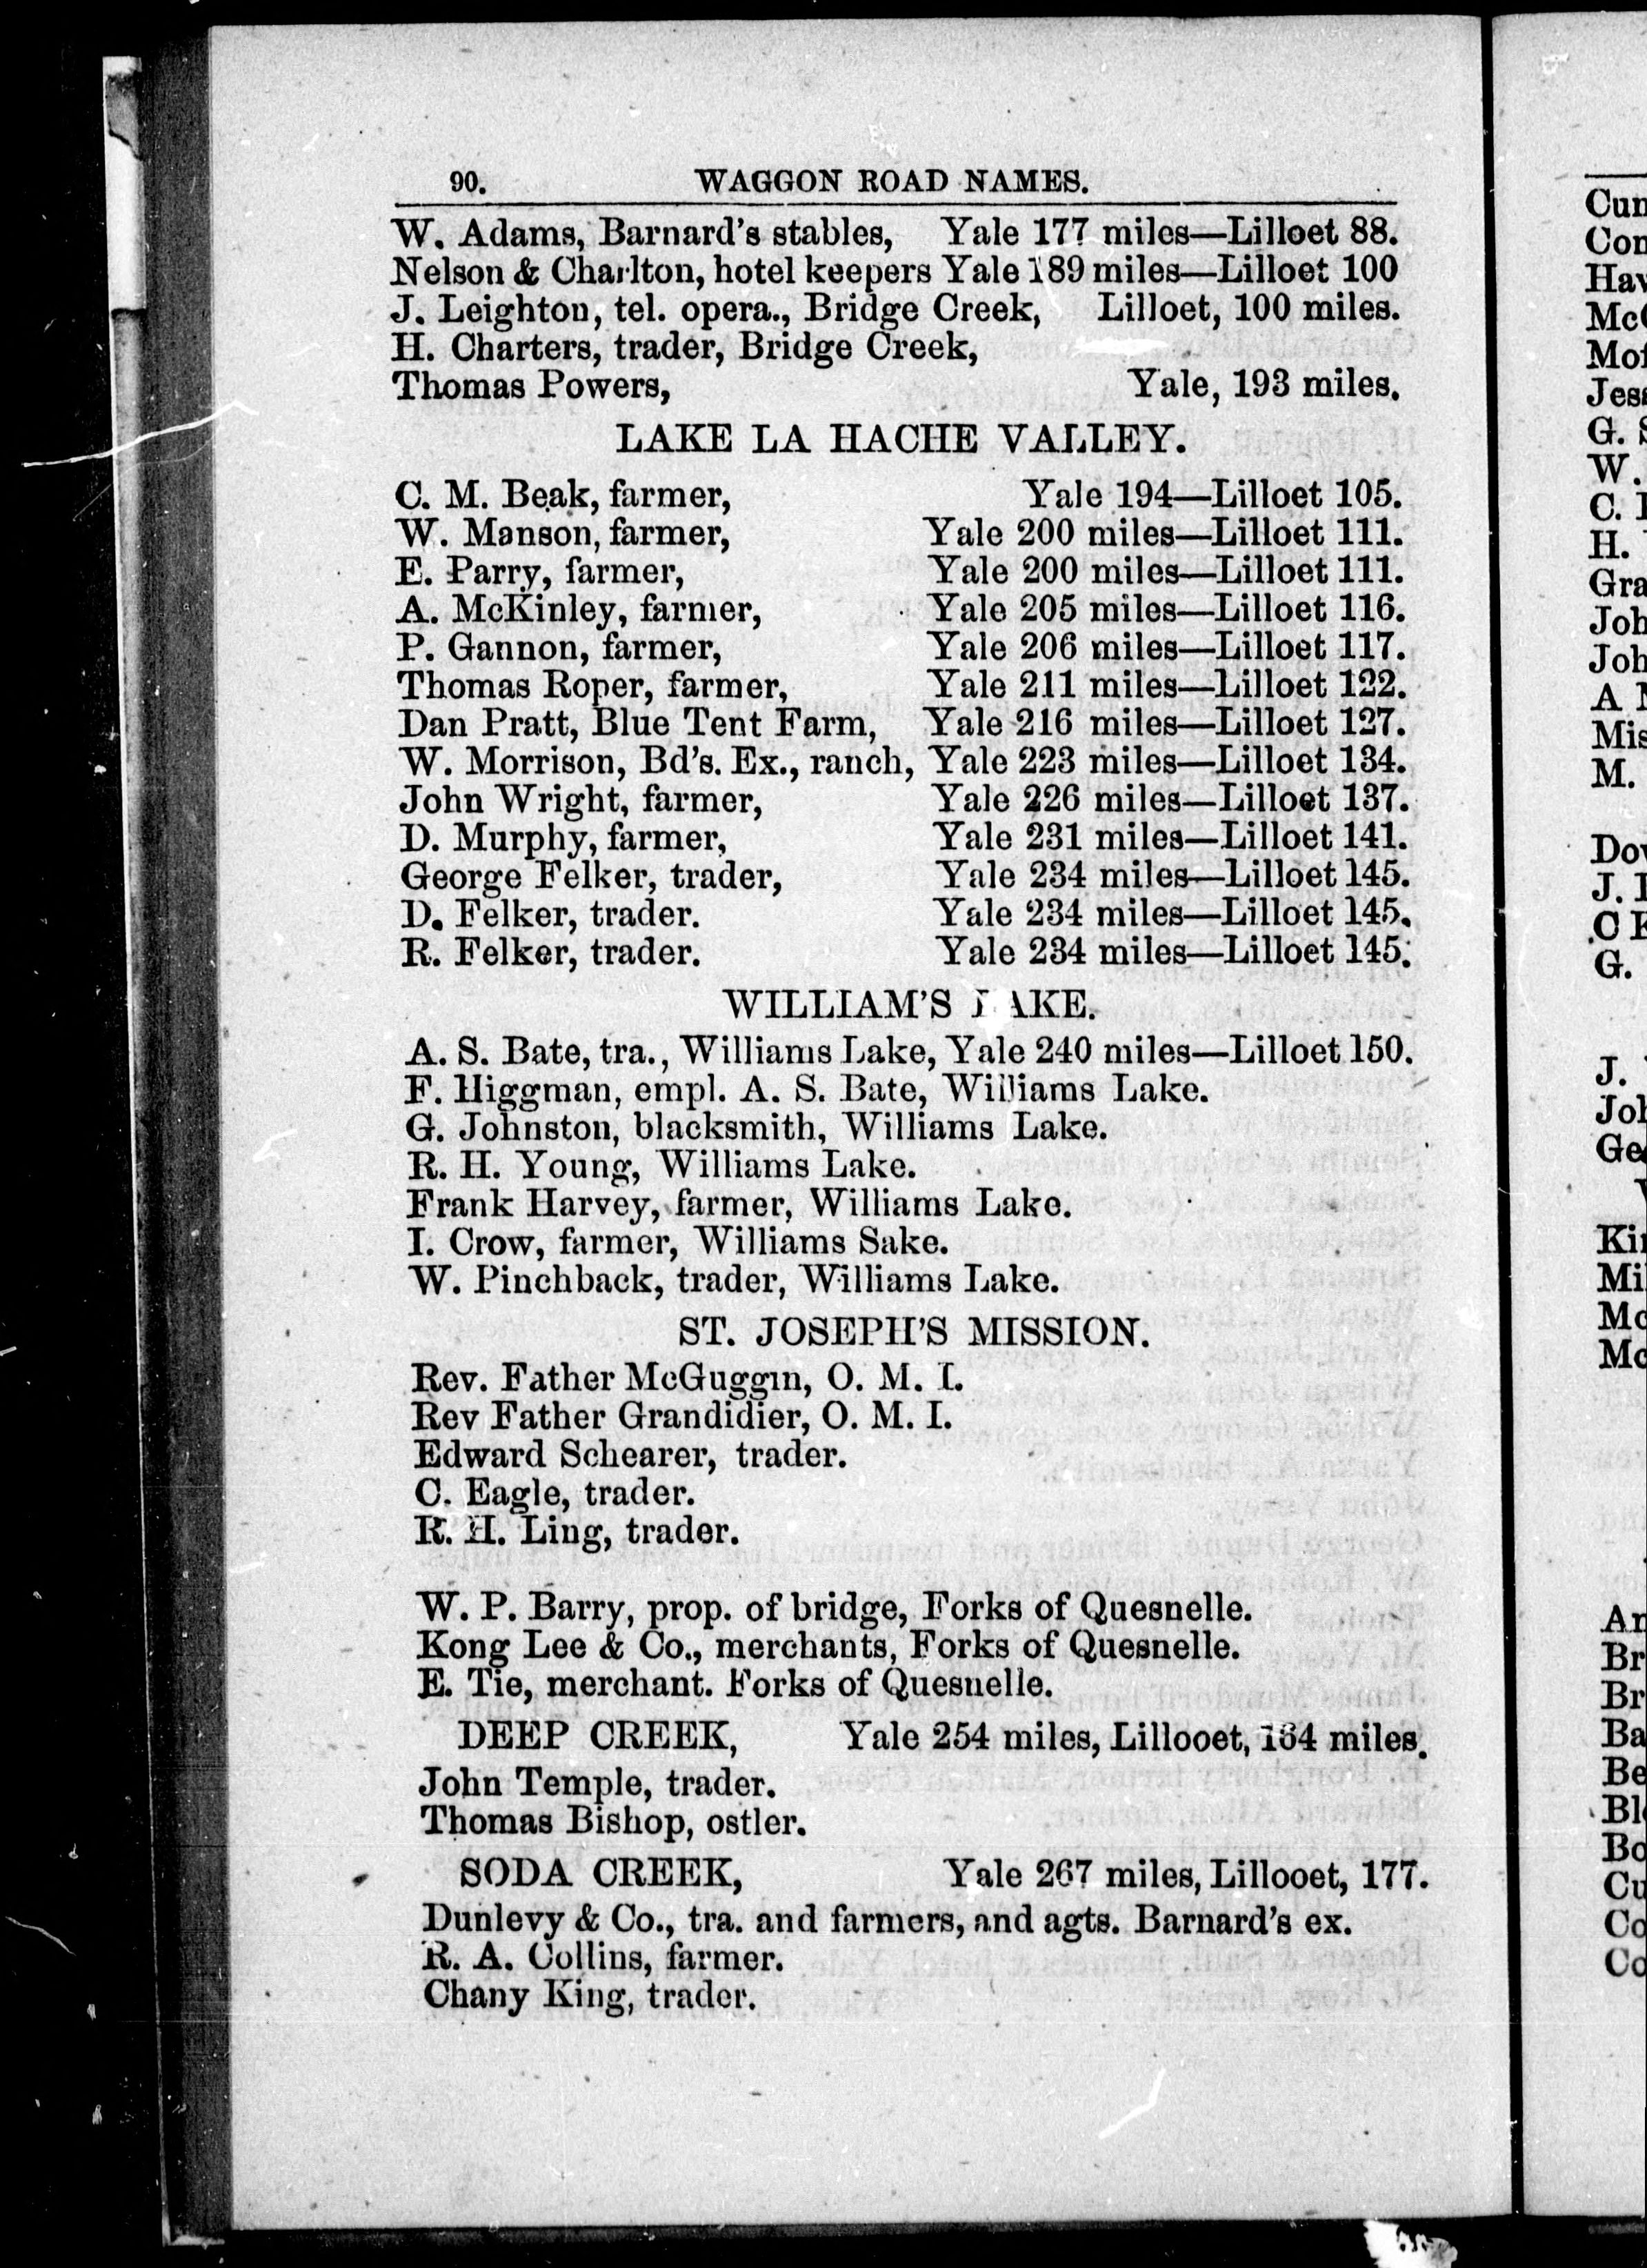 90. WAGGON ROAD NAMES.
W. Adams, Barnard's stables, Yale 177 miles—Lilloet 88.
Nelson & Charlton, hotel keepers Yale 189 miles—Lilloet 100
J. Leighton, tel. opera., Bridge Creek, Lilloet, 100 miles.
H. Charters, trader, Bridge Creek,
Thomas Powers, Yale, 193 miles.
LAKE LA HACHE VALLEY.
C. M. Beak, farmer, Yale 194—Lilloet 105.
W. Manson, farmer, Yale 200 miles—Lilloet 111.
E. Parry, farmer, Yale 200 miles—Lilloet 111.
A. McKinley, farmer, Yale 205 miles—Lilloet 116.
P. Gannon, farmer, Yale 206 miles—Lilloet 117.
Thomas Roper, farmer, Yale 211 miles—Lilloet 122.
Dan Pratt, Blue Tent Farm, Yale 216 miles—Lilloet 127.
W. Morrison, Bd's. Ex., ranch, Yale 223 miles—Lilloet 134.
John Wright, farmer, Yale 226 miles—Lilloet 137.
D. Murphy, farmer, Yale 231 miles—Lilloet 141.
George Felker, trader, Yale 234 miles—Lilloet 145.
D. Felker, trader. Yale 234 miles—Lilloet 145.
R. Felker, trader. Yale 234 miles—Lilloet 145.
WILLIAM'S LAKE.
A. S. Bate, tra., Williams Lake, Yale 240 miles—Lilloet 150.
F. Higgman, empl. A. S. Bate, Williams Lake.
G. Johnston, blacksmith, Williams Lake.
R. H. Young, Williams Lake.
Frank Harvey, farmer, Williams Lake.
I. Crow, farmer, Williams Sake.
W. Pinchback, trader, Williams Lake.
ST. JOSEPH'S MISSION.
Rev. Father McGuggin, O. M. I.
Rev Father Grandidier, O. M. I.
Edward Schearer, trader.
C. Eagle, trader.
R. H. Ling, trader.
W. P. Barry, prop. of bridge, Forks of Quesnelle.
Kong Lee & Co., merchants, Forks of Quesnelle.
E. Tie, merchant. Forks of Quesnelle.
DEEP CREEK, Yale 254 miles, Lillooet, 164 miles.
John Temple, trader.
Thomas Bishop, ostler.
SODA CREEK, Yale 267 miles, Lillooet, 177.
Dunlevy & Co., tra. and farmers, and agts. Barnard's ex.
R. A. Collins, farmer.
Chany King, trader.